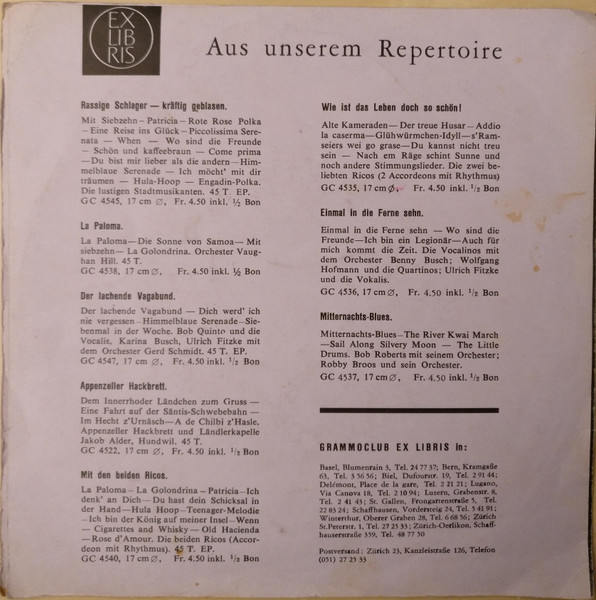 EX
LIB
RIS
Aus unserem Repertoire
Rassige Schlager — kräftig geblasen.
Mit Siebzehn – Patricia – Rote Rose Polka
– Eine Reise ins Glück – Piccolissima Sere-
nata — When — Wo sind die Freunde
– Schön und kaffeebraun – Come prima
—Du bist mir lieber als die andern—Him-
melblaue Serenade — Ich möcht' mit dir
träumen — Hula-Hoop — Engadin-Polka.
Die lustigen Stadtmusikanten. 45 T. EP.
GC 4545, 17 cm ∅, Fr. 4.50 inkl. ½ Bon
La Paloma.
La Paloma—Die Sonne von Samoa—Mit
siebzehn— La Golondrina. Orchester Vaug-
han Hill. 45 T.
GC 4538, 17 cm ∅, Fr. 4.50 inkl. ½ Bon
Der lachende Vagabund.
Der lachende Vagabund — Dich werd' ich
nie vergessen – Himmelblaue Serenade – Sie-
benmal in der Woche. Bob Quinto und die
Vocalis, Karina Busch, Ulrich Fitzke mit
dem Orchester Gerd Schmidt. 45 T. EP.
GC 4547, 17 cm ∅, Fr. 4.50 inkl. ½ Bon
Appenzeller Hackbrett.
Dem Innerrhoder Ländchen zum Gruss —
Eine Fahrt auf der Säntis-Schwebebahn —
Im Hecht z'Urnäsch—A de Chilbi z'Hasle.
Appenzeller Hackbrett und Ländlerkapelle
Jakob Alder, Hundwil. 45 T.
GC 4522, 17 cm ∅, Fr. 4.50 inkl. ½ Bon
Mit den beiden Ricos.
La Paloma – La Golondrina – Patricia – Ich
denk' an Dich—Du hast dein Schicksal in
der Hand—Hula Hoop—Teenager-Melodie
—Ich bin der König auf meiner Insel—Wenn
— Cigarettes and Whisky — Old Hacienda
—Rose d'Amour. Die beiden Ricos (Accor-
deon mit Rhythmus). 45 T. EP.
GC 4540, 17 cm ∅, Fr. 4.50 inkl. ½ Bon
Wie ist das Leben doch so schön!
Alte Kameraden— Der treue Husar — Addio
la caserma—Glühwürmchen-Idyll—s'Ram-
seiers wei go grase—Du kannst nicht treu
sein — Nach em Räge schint Sunne und
noch andere Stimmungslieder. Die zwei be-
liebten Ricos (2 Accordeons mit Rhythmus)
GC 4535, 17 cm ∅, Fr. 4.50 inkl. ½ Bon
Einmal in die Ferne sehn.
Einmal in die Ferne sehn — Wo sind die
Freunde—Ich bin ein Legionär—Auch für
mich kommt die Zeit. Die Vocalinos mit
dem Orchester Benny Busch; Wolfgang
Hofmann und die Quartinos; Ulrich Fitzke
und die Vokalis.
GC 4536, 17 cm ∅, Fr. 4.50 inkl. ½ Bon
Mitternachts-Blues.
Mitternachts-Blues—The River Kwai March
—Sail Along Silvery Moon — The Little
Drums. Bob Roberts mit seinem Orchester;
Robby Broos und sein Orchester.
GC 4537, 17 cm ∅, Fr. 4.50 inkl. ½ Bon
GRAMMOCLUB EX LIBRIS in:
Basel, Blumenrain 3, Tel. 24 77 37; Bern, Kramgaße
63, Tel. 3 56 56; Biel, Dufourstr. 19, Tel. 2 91 44;
Delémont, Place de la gare, Tel. 2 21 21; Lugano,
Via Canova 18, Tel. 2 10 94; Luzern, Grabenstr. 8,
Tel. 2 41 43; St. Gallen, Frongartenstraße 5, Tel.
22 83 24; Schaffhausen, Vordersteig 24, Tel. 5 41 91;
Winterthur, Oberer Graben 28, Tel. 6 68 56; Zürich
St.Peterstr. 1, Tel. 27 25 33; Zürich-Oerlikon, Schaff-
hauserstraße 359, Tel. 48 77 50
Postversand: Zürich 23, Kanzleistraße 126, Telefon
(051) 27 25 33